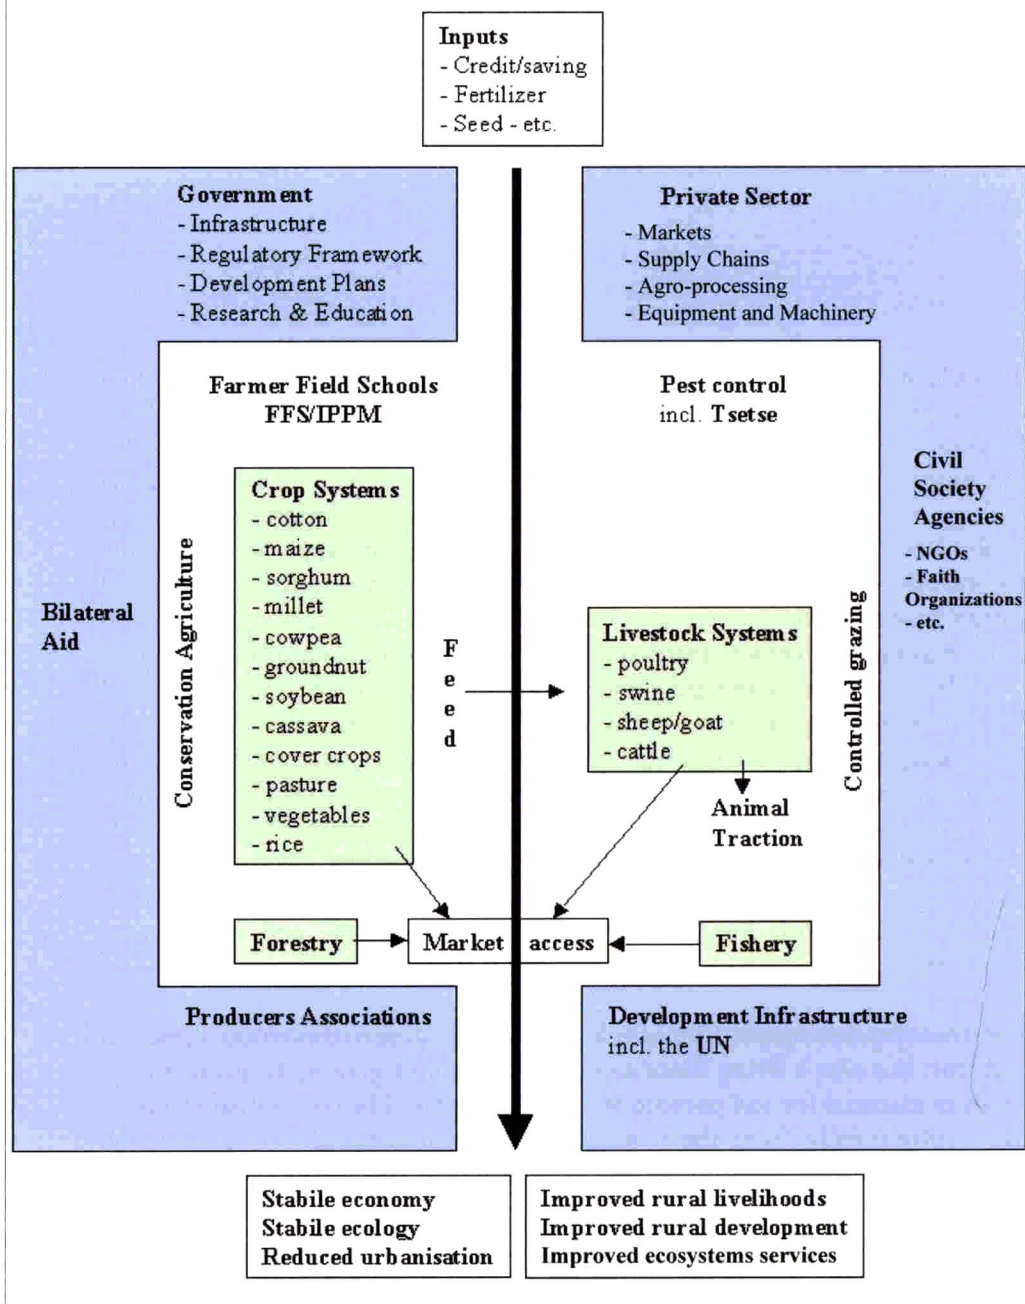 Inputs
- Credit/saving
- Fertilizer
- Seed - etc.
Government
- Infrastructure
- Regulatory Framework
- Development Plans
- Research & Education
Private Sector
- Markets
- Supply Chains
- Agro-processing
- Equipment and Machinery
Farmer Field Schools
FFS/IPPM
Pest control
incl. Tsetse
Bilateral
Aid
Conservation Agriculture
Crop Systems
- cotton
- maize
- sorghum
- millet
- cowpea
- groundnut
- soybean
- cassava
- cover crops
- pasture
- vegetables
- rice
Feed
Livestock Systems
- poultry
- swine
- sheep/goat
- cattle
Animal
Traction
Controlled grazing
Civil
Society
Agencies
- NGOs
- Faith
Organizations
- etc.
Forestry
Market access
Fishery
Producers Associations
Development Infrastructure
incl. the UN
Stabile economy
Stabile ecology
Reduced urbanisation
Improved rural livelihoods
Improved rural development
Improved ecosystems services